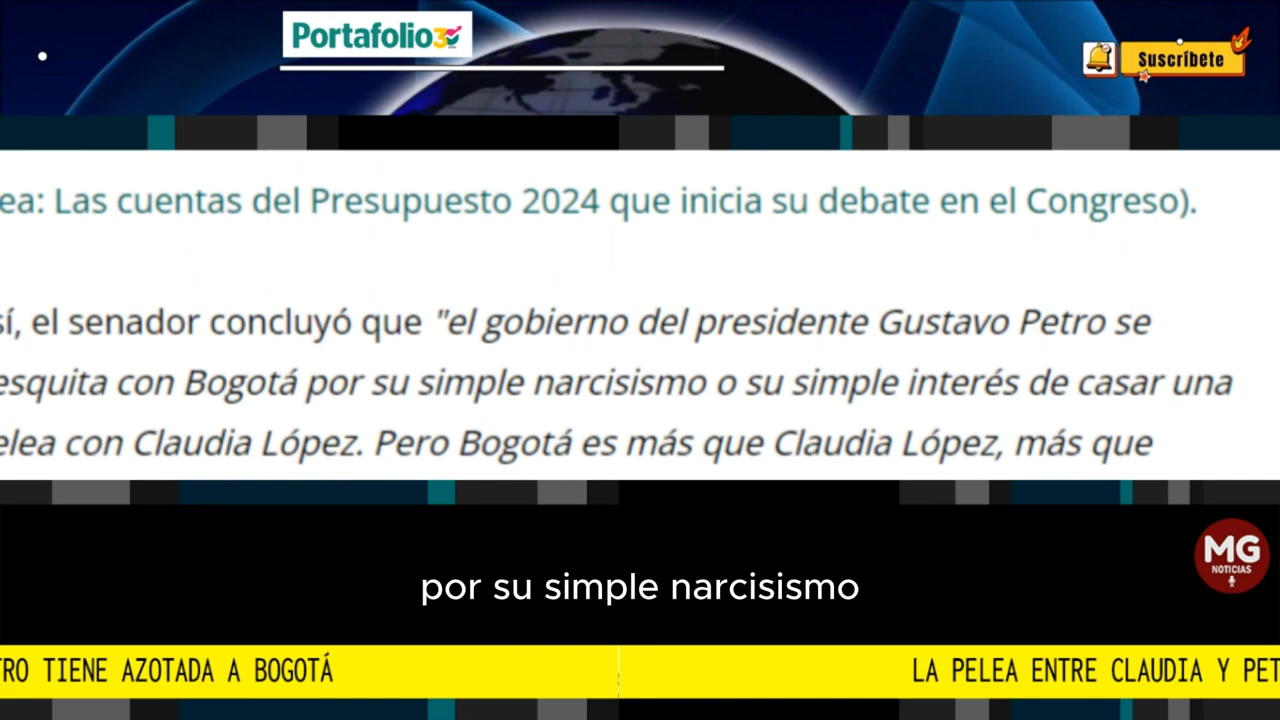 Portafolio
Suscríbete
ea: Las cuentas del Presupuesto 2024 que inicia su debate en el Congreso).
sí, el senador concluyó que "el gobierno del presidente Gustavo Petro se
esquita con Bogotá por su simple narcisismo o su simple interés de casar una
elea con Claudia López. Pero Bogotá es más que Claudia López, más que
MG
NOTICIAS
por su simple narcisismo
TRO TIENE AZOTADA A BOGOTÁ
LA PELEA ENTRE CLAUDIA Y PET